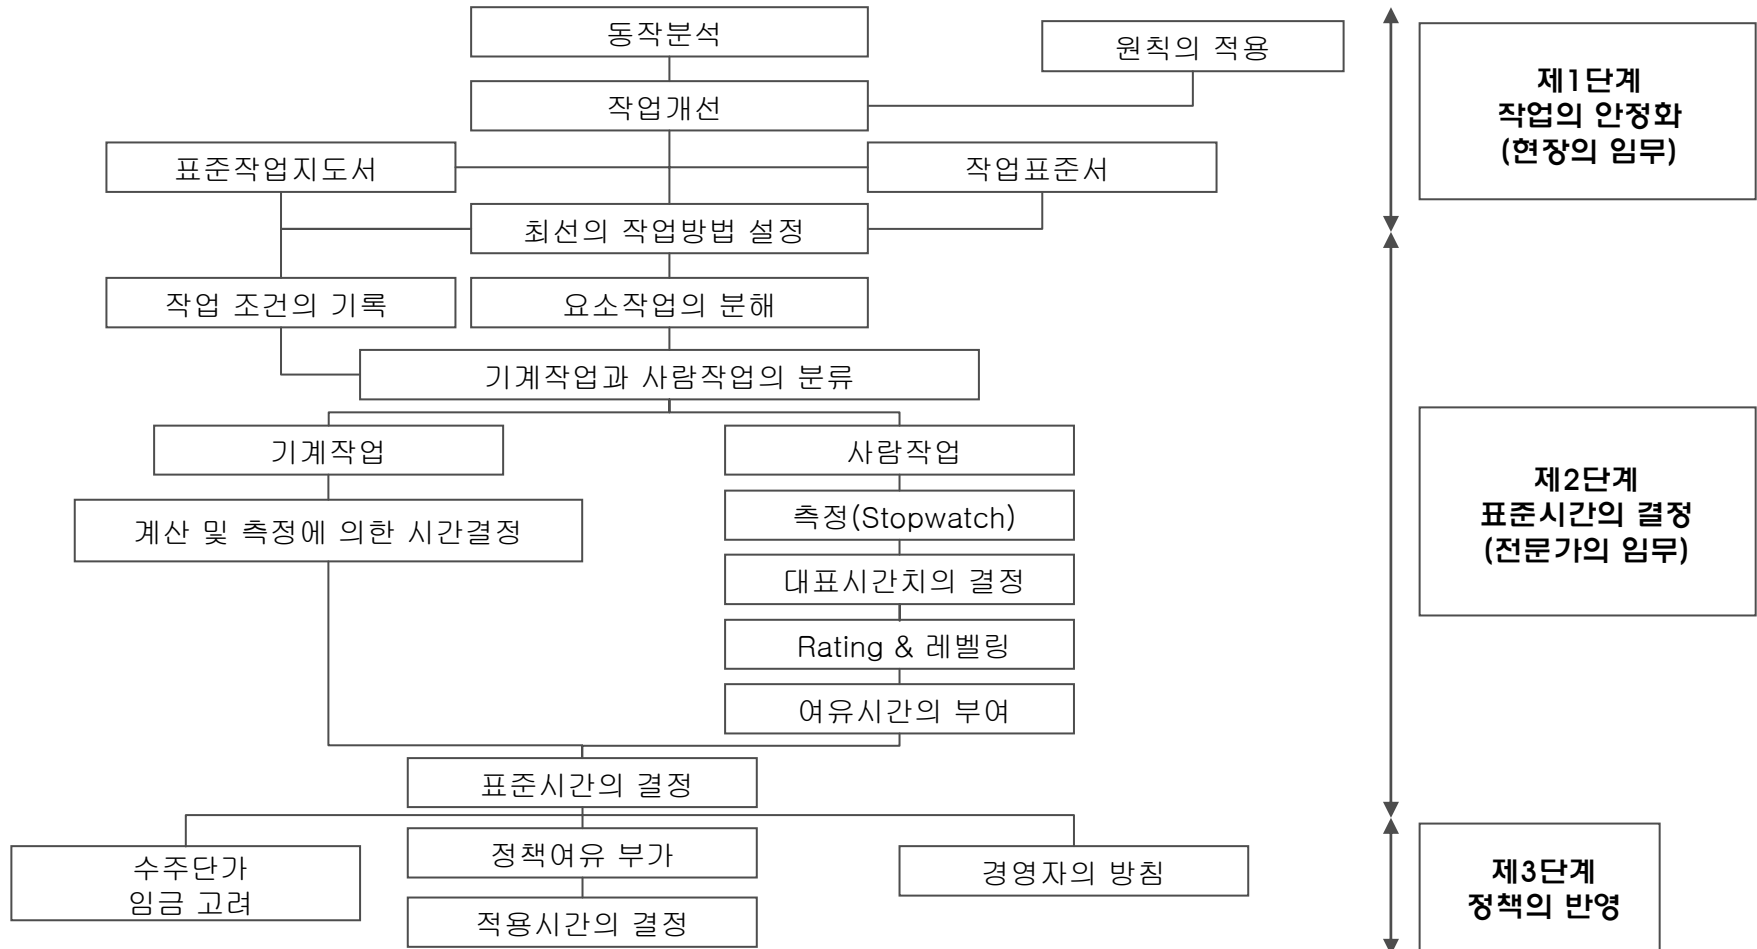 동작분석
원칙의 적용
작업개선
표준작업지도서
작업표준서
최선의 작업방법 설정
작업 조건의 기록
요소작업의 분해
기계작업과 사람작업의 분류
기계작업
사람작업
계산 및 측정에 의한 시간결정
측정(Stopwatch)
대표시간치의 결정
Rating & 레벨링
여유시간의 부여
표준시간의 결정
수주단가
임금 고려
정책여유 부가
경영자의 방침
적용시간의 결정
제1단계
작업의 안정화
(현장의 임무)
제2단계
표준시간의 결정
(전문가의 임무)
제3단계
정책의 반영